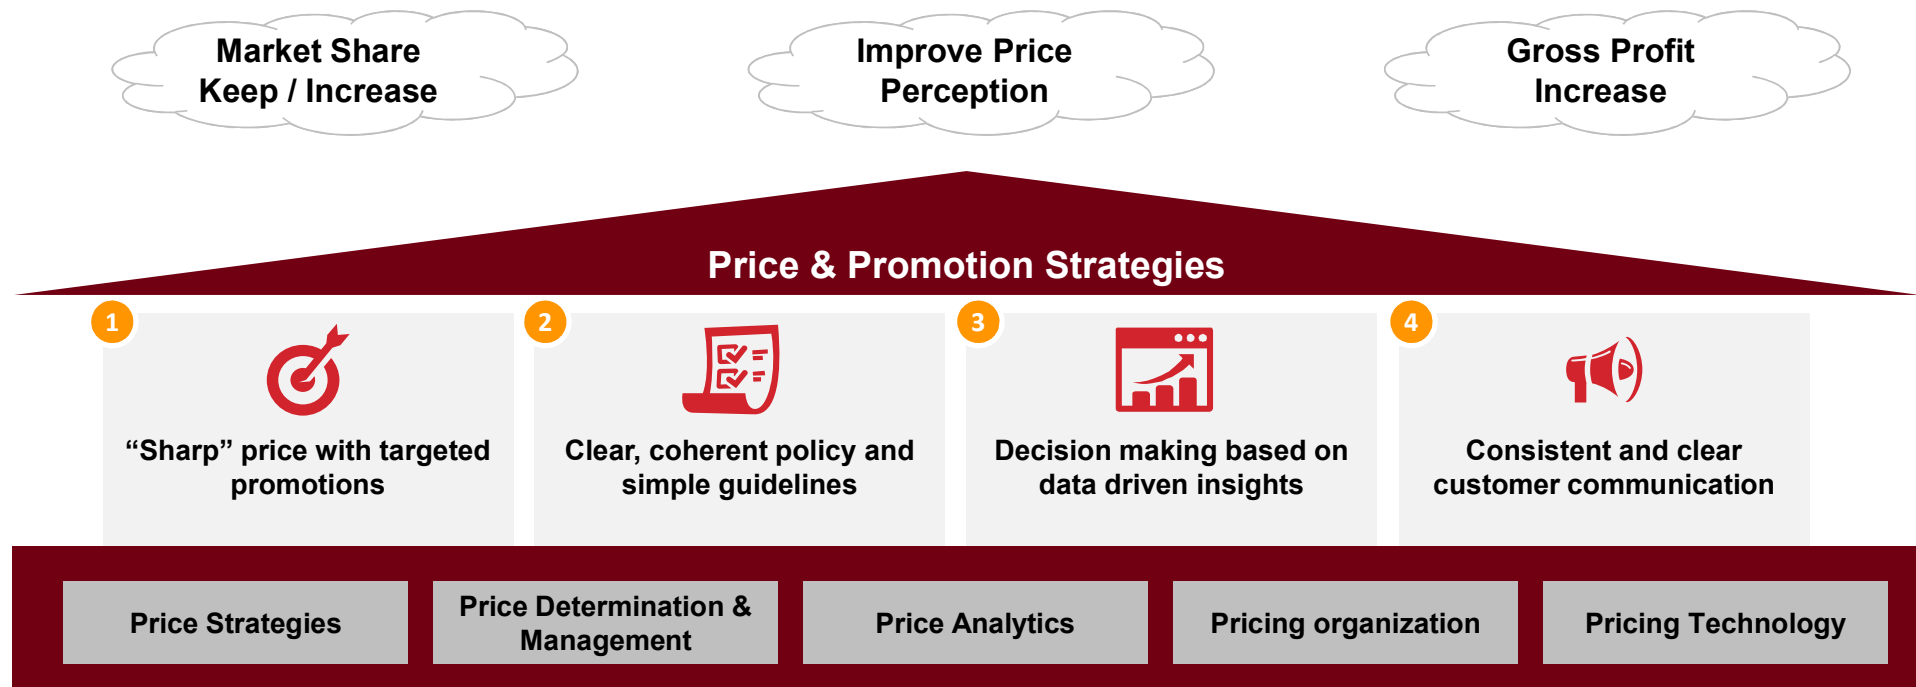 Market Share
Keep / Increase
Improve Price
Perception
Gross Profit
Increase
Price & Promotion Strategies
1
2
3
4
“Sharp” price with targeted
promotions
Clear, coherent policy and
simple guidelines
Decision making based on
data driven insights
Consistent and clear
customer communication
Price Strategies
Price Determination &
Management
Price Analytics
Pricing organization
Pricing Technology